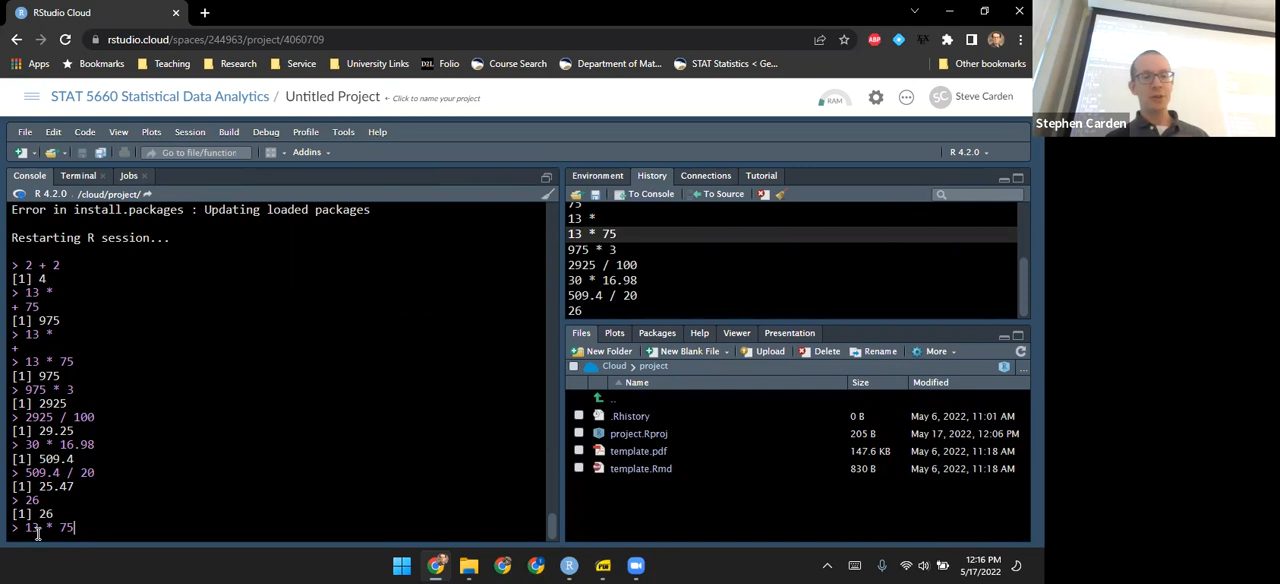 RStudio Cloud
rstudio.cloud/spaces/244963/project/4060709
ABP
Apps
Bookmarks
Teaching
Research
Service
University Links
D2L
Folio
Course Search
Department of Mat...
STAT Statistics < Ge...
Other bookmarks
STAT 5660 Statistical Data Analytics / Untitled Project ← Click to name your project
RAM
SC
Steve Carden
Stephen Carden
File Edit Code View Plots Session Build Debug Profile Tools Help
Go to file/function
Addins
R 4.2.0
Console Terminal Jobs
R 4.2.0 . /cloud/project/
Error in install.packages : Updating loaded packages
Restarting R session...
> 2 + 2
[1] 4
> 13 *
+ 75
[1] 975
> 13 *
+
> 13 * 75
[1] 975
> 975 * 3
[1] 2925
> 2925 / 100
[1] 29.25
> 30 * 16.98
[1] 509.4
> 509.4 / 20
[1] 25.47
> 26
[1] 26
> 13 * 75
Environment History Connections Tutorial
To Console To Source
75
13 *
13 * 75
975 * 3
2925 / 100
30 * 16.98
509.4 / 20
26
Files Plots Packages Help Viewer Presentation
New Folder New Blank File Upload Delete Rename More
Cloud > project
Name Size Modified
..
.Rhistory 0 B May 6, 2022, 11:01 AM
project.Rproj 205 B May 17, 2022, 12:06 PM
template.pdf 147.6 KB May 6, 2022, 11:18 AM
template.Rmd 830 B May 6, 2022, 11:18 AM
12:16 PM
5/17/2022